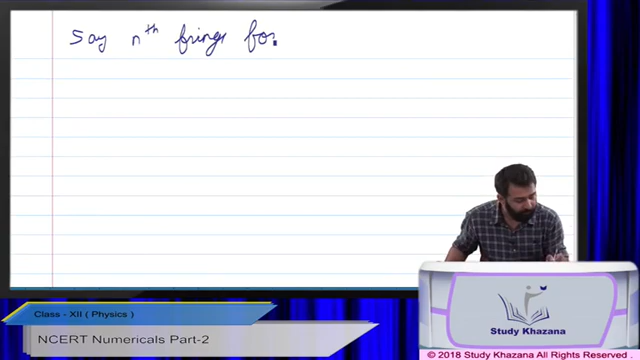 Say nth fringe for
Study Khazana
Class - XII ( Physics )
NCERT Numericals Part-2
© 2018 Study Khazana All Rights Reserved .